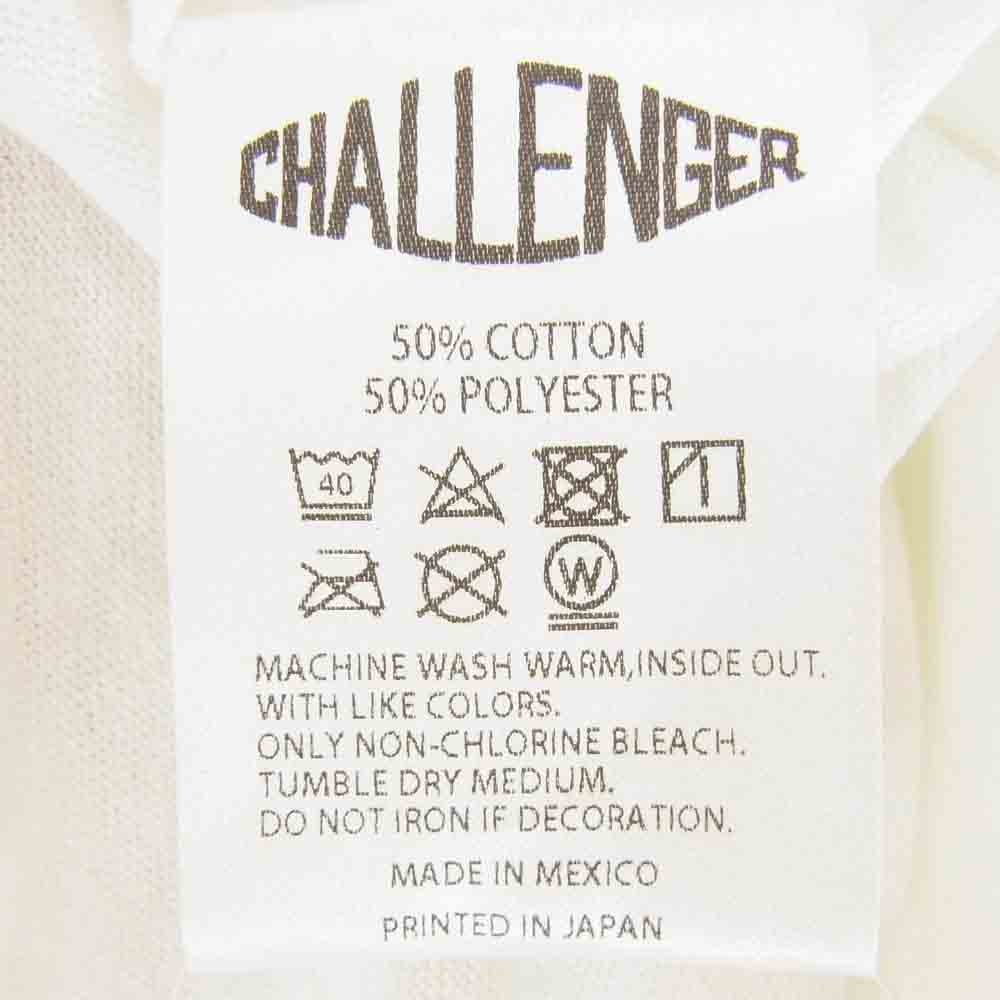 CHALLENGER
50% COTTON
50% POLYESTER
40
W
MACHINE WASH WARM,INSIDE OUT.
WITH LIKE COLORS.
ONLY NON-CHLORINE BLEACH.
TUMBLE DRY MEDIUM.
DO NOT IRON IF DECORATION.
MADE IN MEXICO
PRINTED IN JAPAN